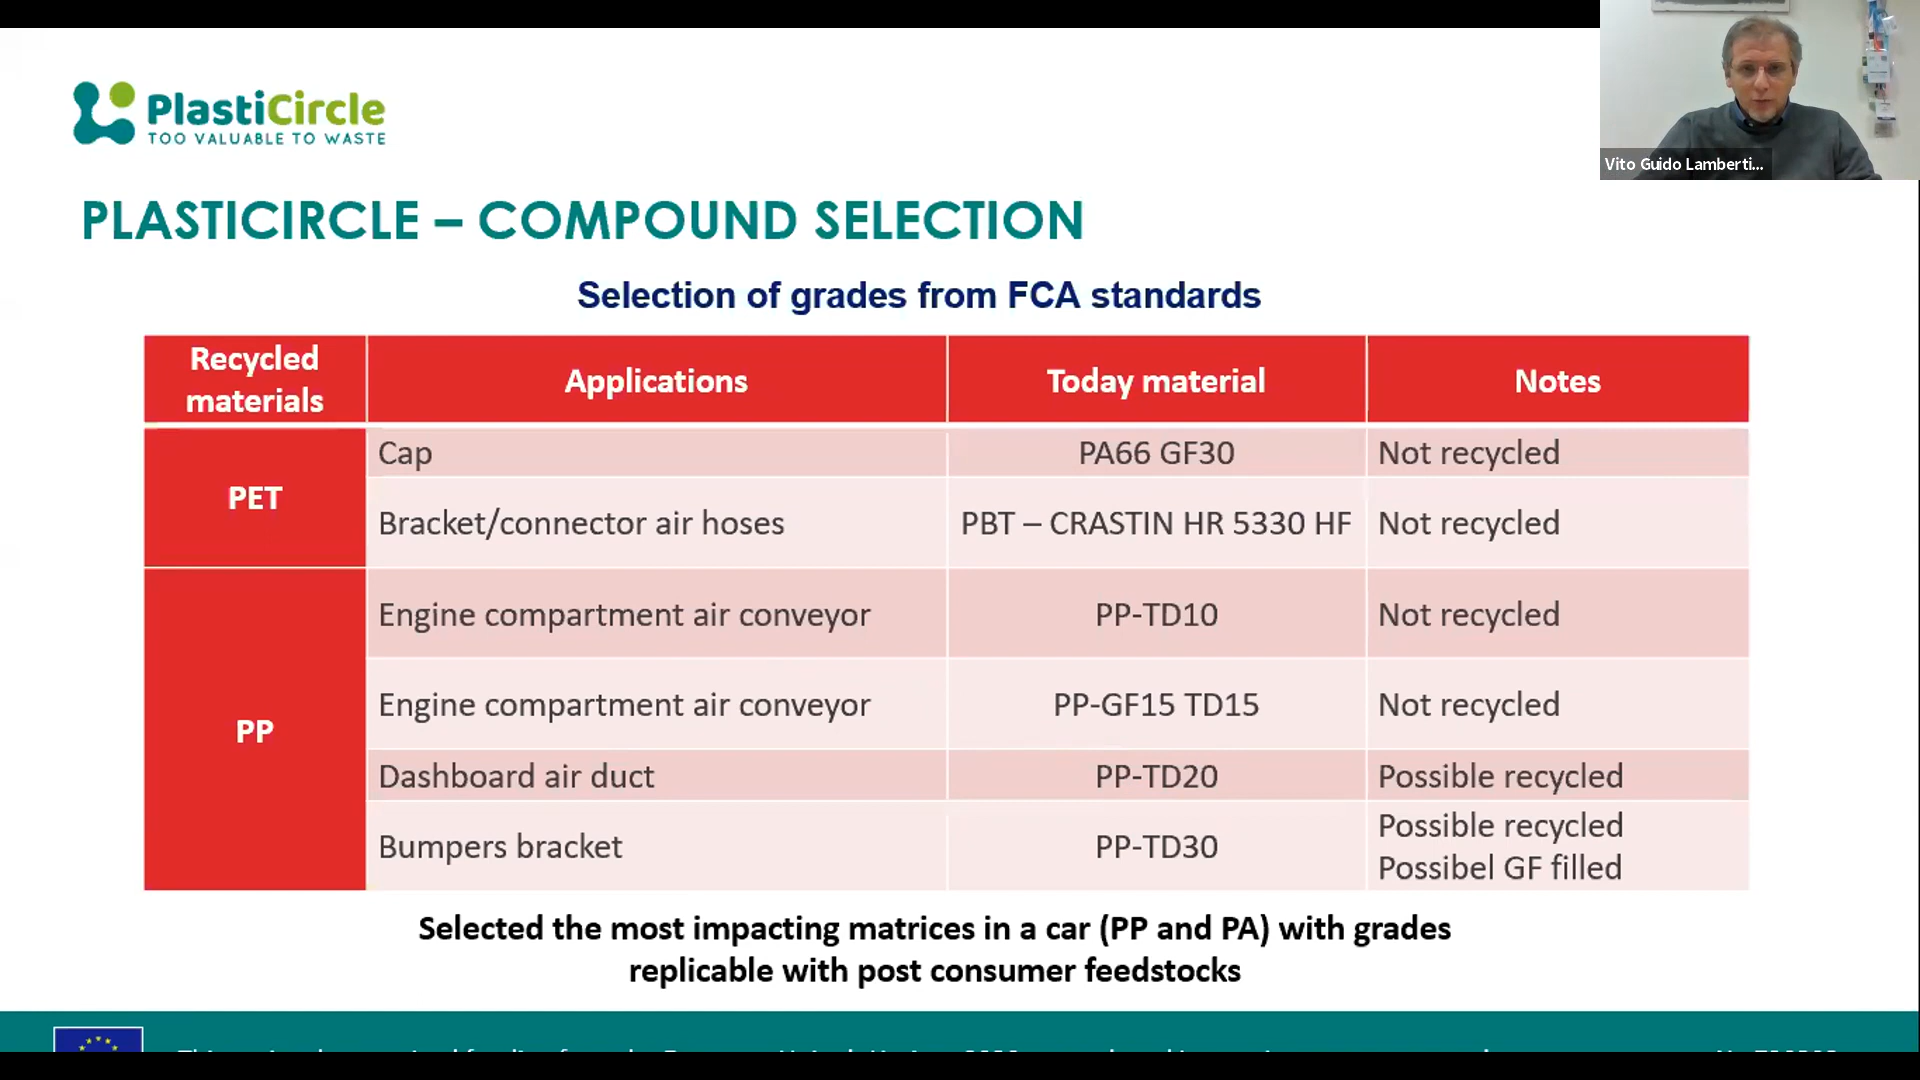 PlastiCircle
TOO VALUABLE TO WASTE
Vito Guido Lamberti...
PLASTICIRCLE – COMPOUND SELECTION
Selection of grades from FCA standards
Recycled materials Applications Today material Notes
PET
Cap PA66 GF30 Not recycled
Bracket/connector air hoses PBT – CRASTIN HR 5330 HF Not recycled
PP
Engine compartment air conveyor PP-TD10 Not recycled
Engine compartment air conveyor PP-GF15 TD15 Not recycled
Dashboard air duct PP-TD20 Possible recycled
Bumpers bracket PP-TD30 Possible recycled
Possibel GF filled
Selected the most impacting matrices in a car (PP and PA) with grades
replicable with post consumer feedstocks